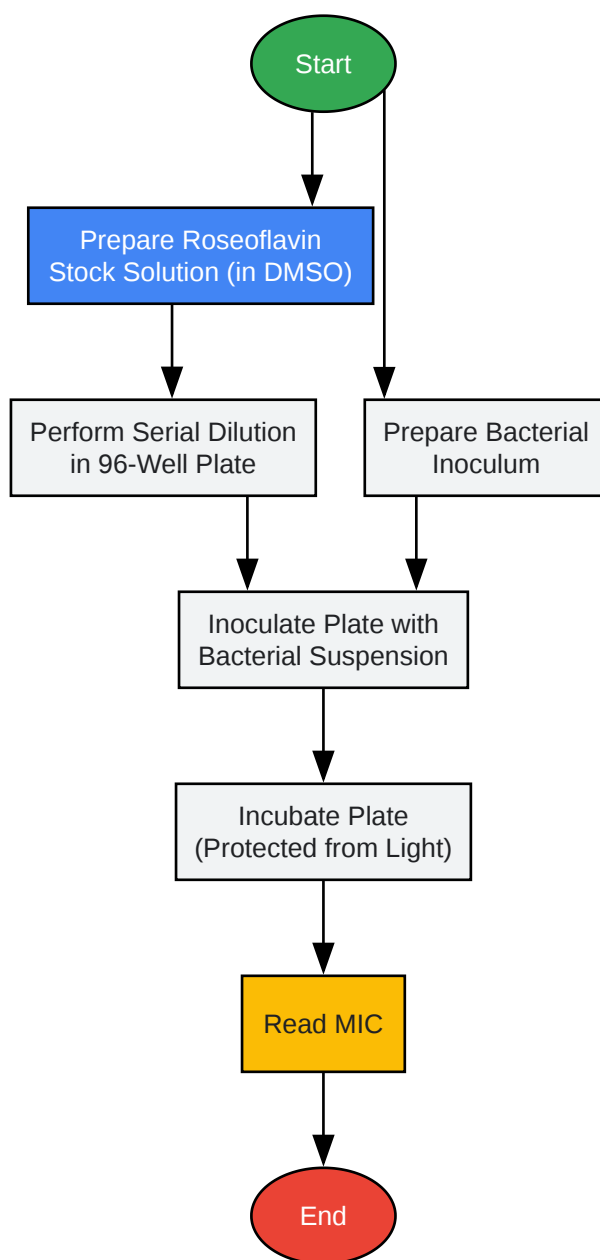 Start
Prepare Roseoflavin
Stock Solution (in DMSO)
Perform Serial Dilution
in 96-Well Plate
Prepare Bacterial
Inoculum
Inoculate Plate with
Bacterial Suspension
Incubate Plate
(Protected from Light)
Read MIC
End